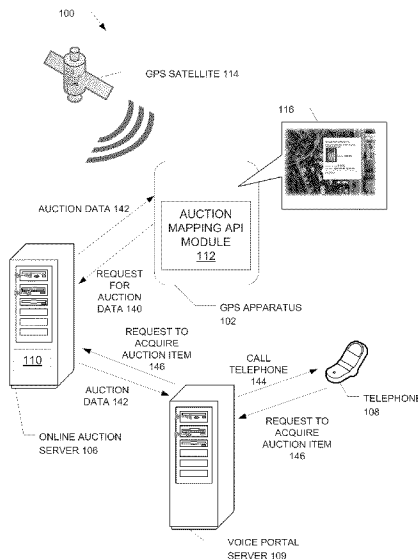 100
GPS SATELLITE 114
116
AUCTION DATA 142
AUCTION
MAPPING API
MODULE
112
REQUEST
FOR
AUCTION
DATA 140
GPS APPARATUS
102
110
REQUEST TO
ACQUIRE
AUCTION ITEM
146
CALL
TELEPHONE
144
TELEPHONE
108
AUCTION
DATA 142
REQUEST TO
ACQUIRE
AUCTION ITEM
146
ONLINE AUCTION
SERVER 106
VOICE PORTAL
SERVER 109